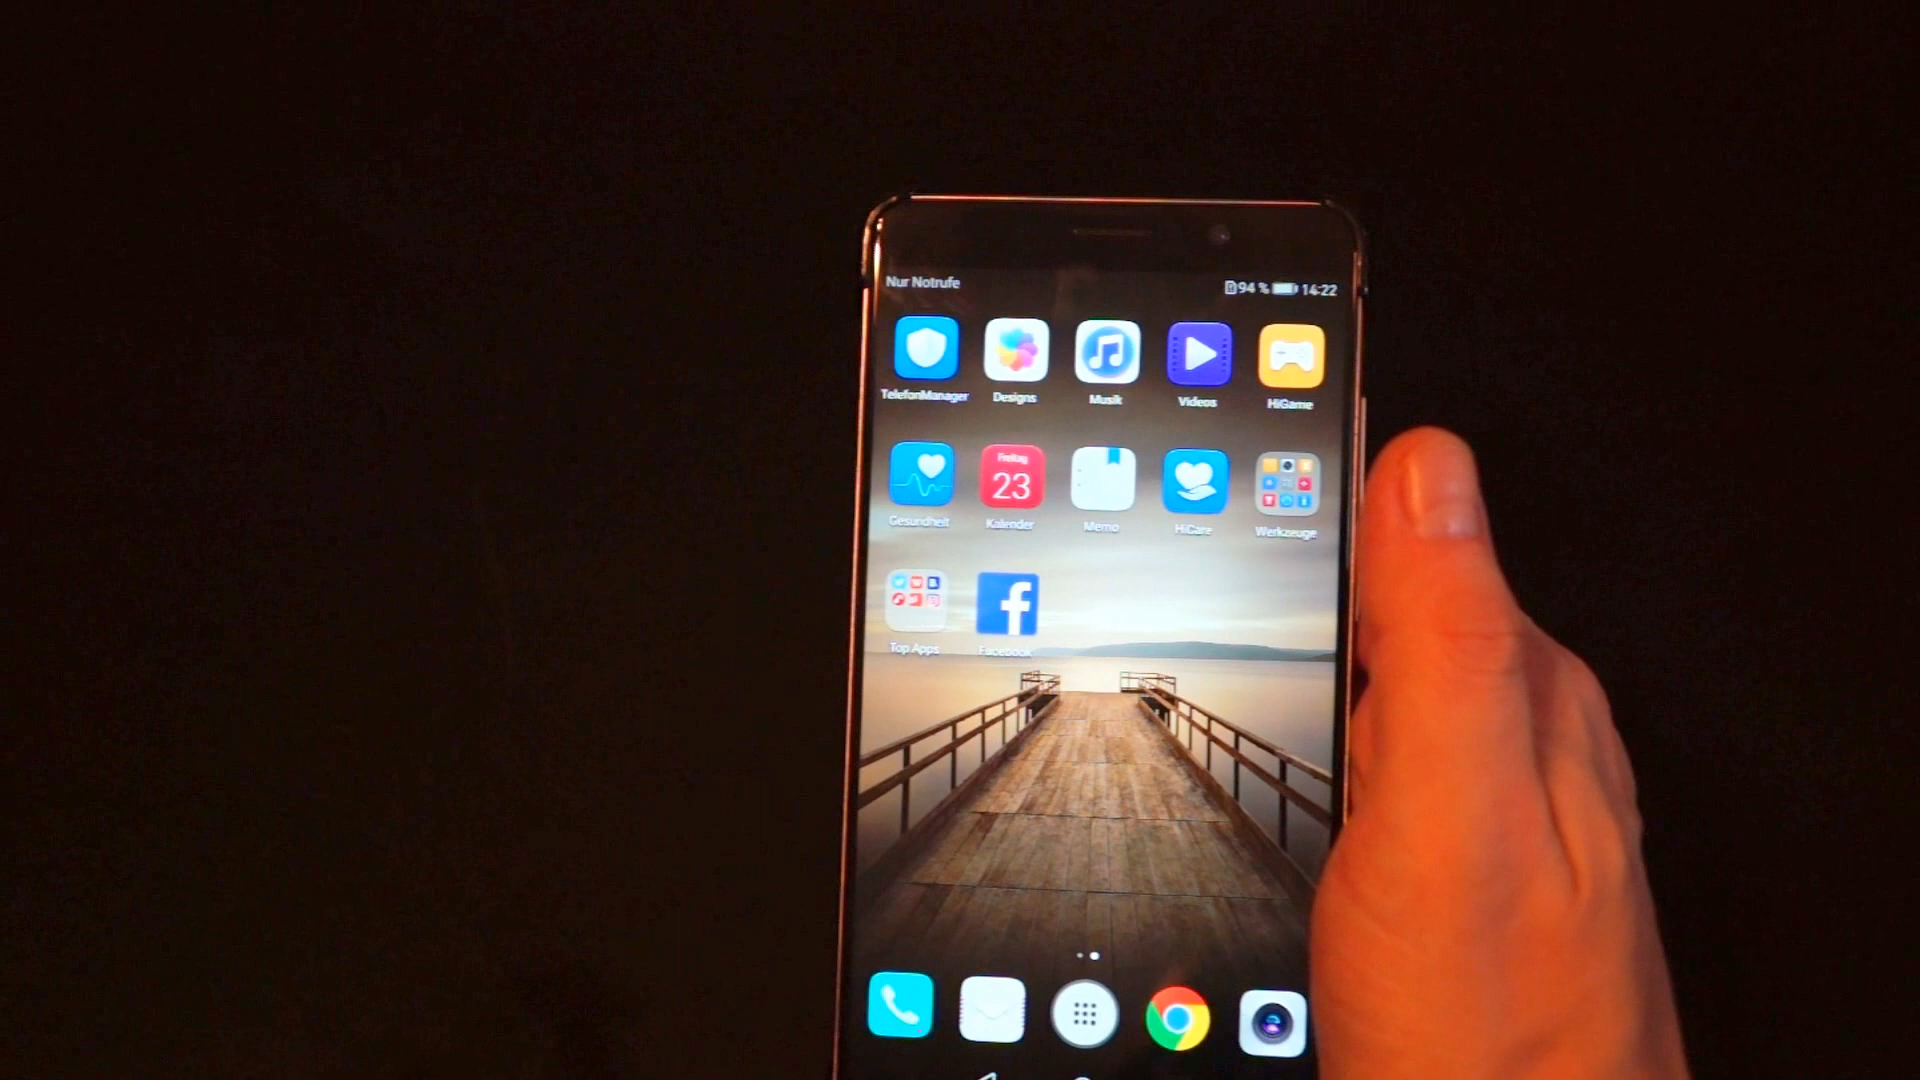 Nur Notrufe 94 % 14:22
TelefonManager Designs Musik Videos HiGame
Freitag
23
Gesundheit Kalender Memo HiCare Werkzeuge
Top Apps Facebook